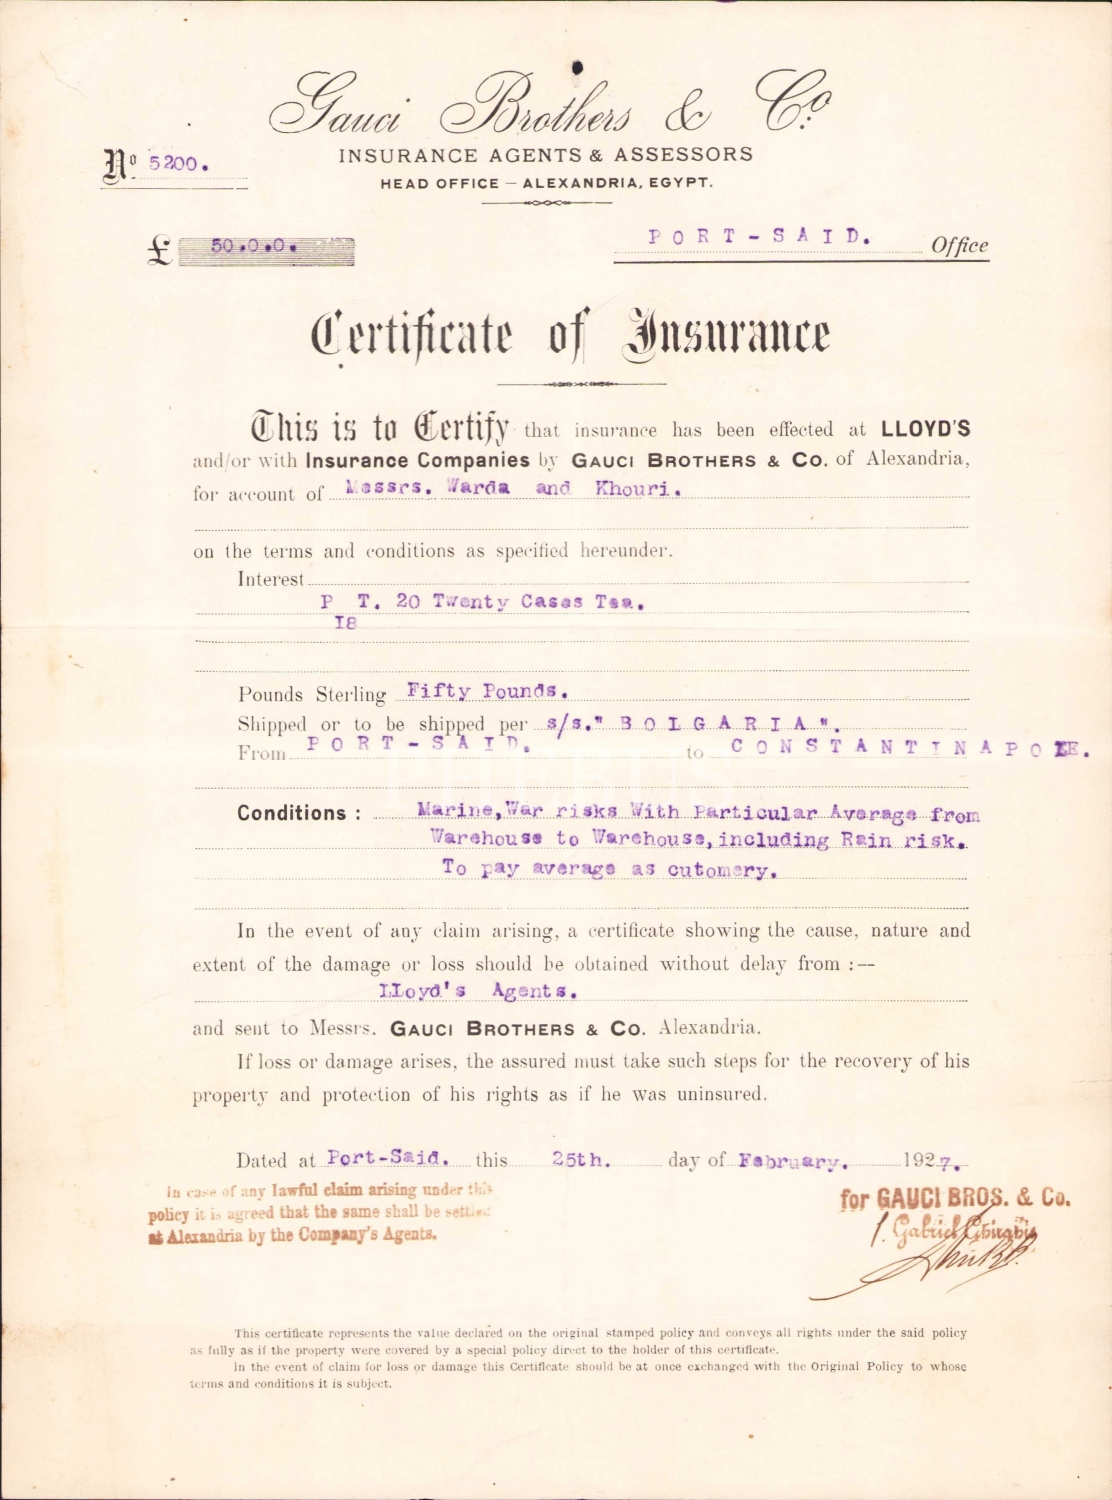 Gauci Brothers & Co.
No. 5200.
INSURANCE AGENTS & ASSESSORS
HEAD OFFICE — ALEXANDRIA, EGYPT.
£ 50.0.0.
PORT-SAID. Office
Certificate of Insurance
This is to Certify that insurance has been effected at LLOYD'S
and/or with Insurance Companies by GAUCI BROTHERS & Co. of Alexandria,
for account of Messrs. Warda and Khouri.
on the terms and conditions as specified hereunder.
Interest
P T. 20 Twenty Cases Tea.
I8
Pounds Sterling Fifty Pounds.
Shipped or to be shipped per s/s." BOLGARIA".
From PORT-SAID. to CONSTANTINAPOLE.
PHEBUS
Conditions : Marine,War risks With Particular Average from
Warehouse to Warehouse,including Rain risk.
To pay average as cutomery.
In the event of any claim arising, a certificate showing the cause, nature and
extent of the damage or loss should be obtained without delay from :—
LLoyd's Agents.
and sent to Messrs. GAUCI BROTHERS & Co. Alexandria.
If loss or damage arises, the assured must take such steps for the recovery of his
property and protection of his rights as if he was uninsured.
Dated at Port-Said. this 25th. day of February. 1927.
In case of any lawful claim arising under this
policy it is agreed that the same shall be settled
at Alexandria by the Company's Agents.
for GAUCI BROS. & Co.
Gabriel
This certificate represents the value declared on the original stamped policy and conveys all rights under the said policy
as fully as if the property were covered by a special policy direct to the holder of this certificate.
In the event of claim for loss or damage this Certificate should be at once exchanged with the Original Policy to whose
terms and conditions it is subject.